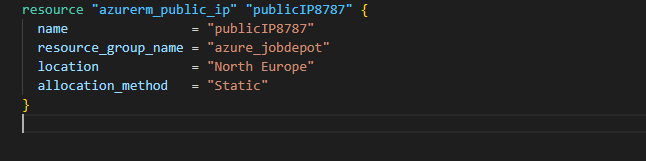 resource "azurerm_public_ip" "publicIP8787" {
  name                = "publicIP8787"
  resource_group_name = "azure_jobdepot"
  location            = "North Europe"
  allocation_method   = "Static"
}